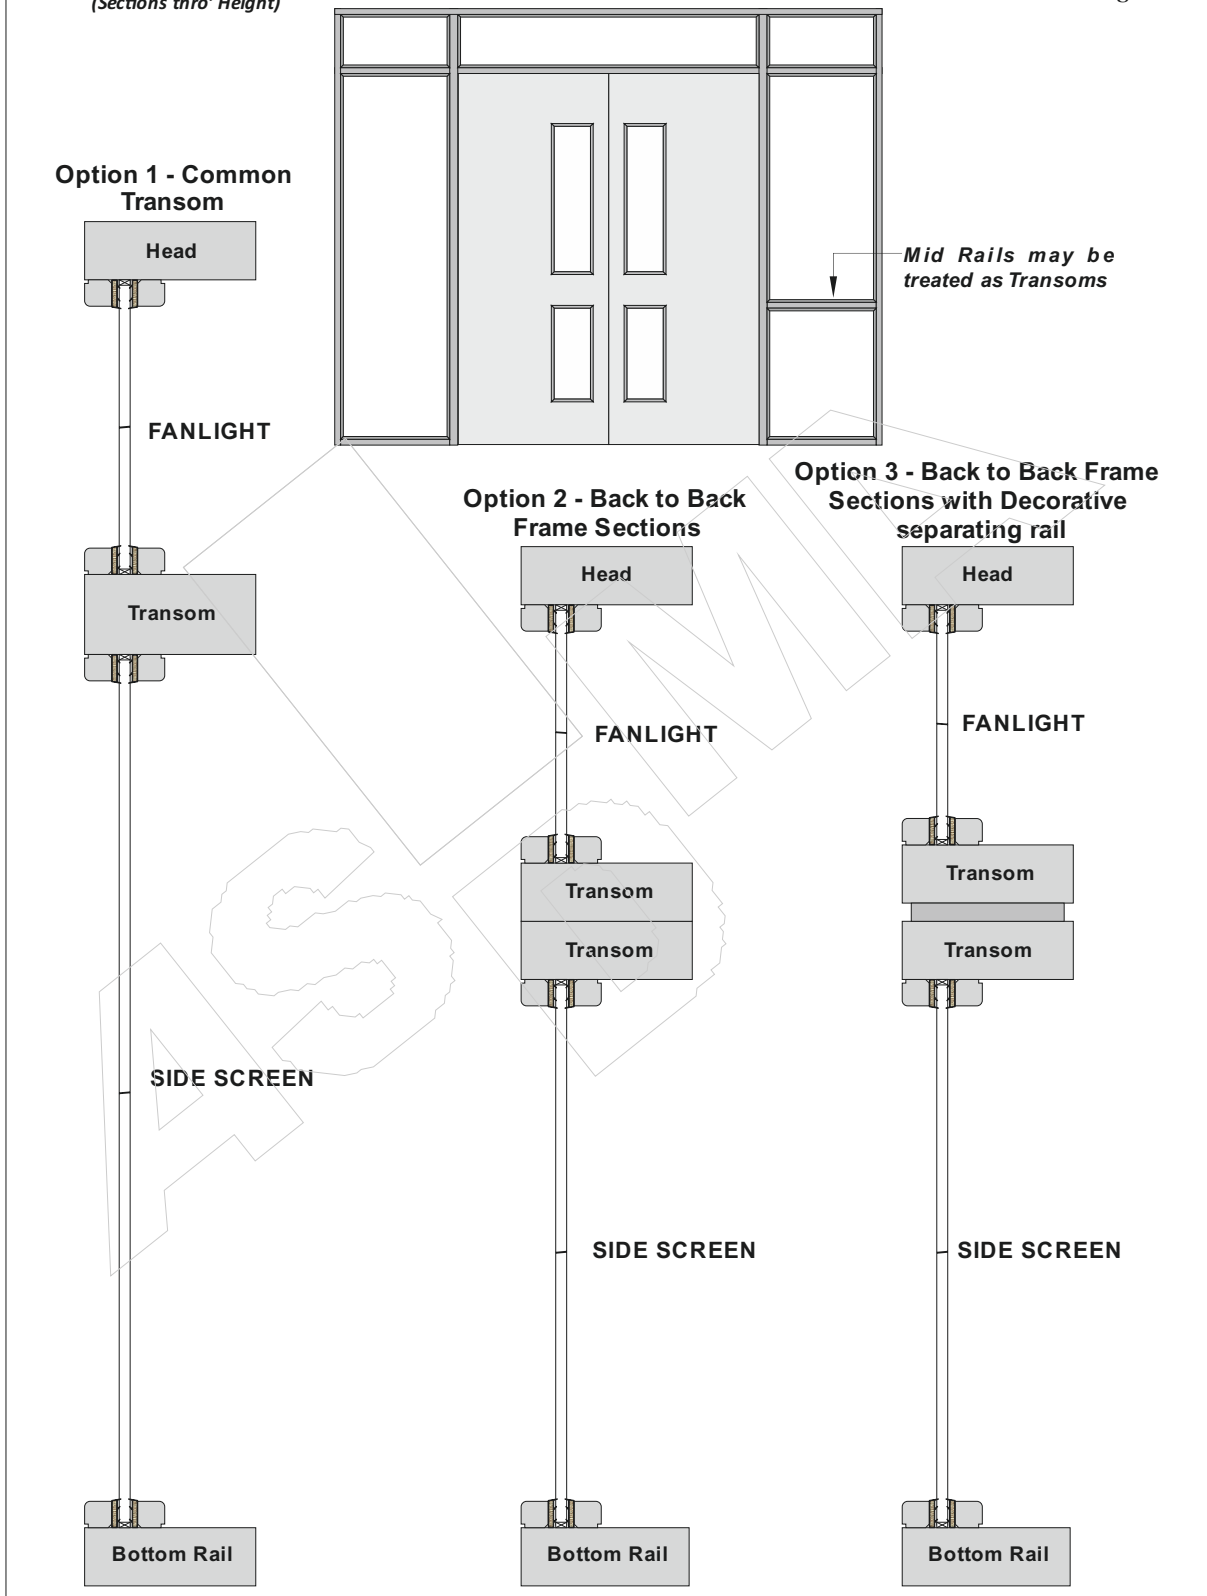 (Sections thro' Height)
Option 1 - Common
Transom
Head
FANLIGHT
Transom
SIDE SCREEN
Bottom Rail
Mid Rails may be
treated as Transoms
Option 2 - Back to Back
Frame Sections
Head
FANLIGHT
Transom
Transom
SIDE SCREEN
Bottom Rail
Option 3 - Back to Back Frame
Sections with Decorative
separating rail
Head
FANLIGHT
Transom
Transom
SIDE SCREEN
Bottom Rail